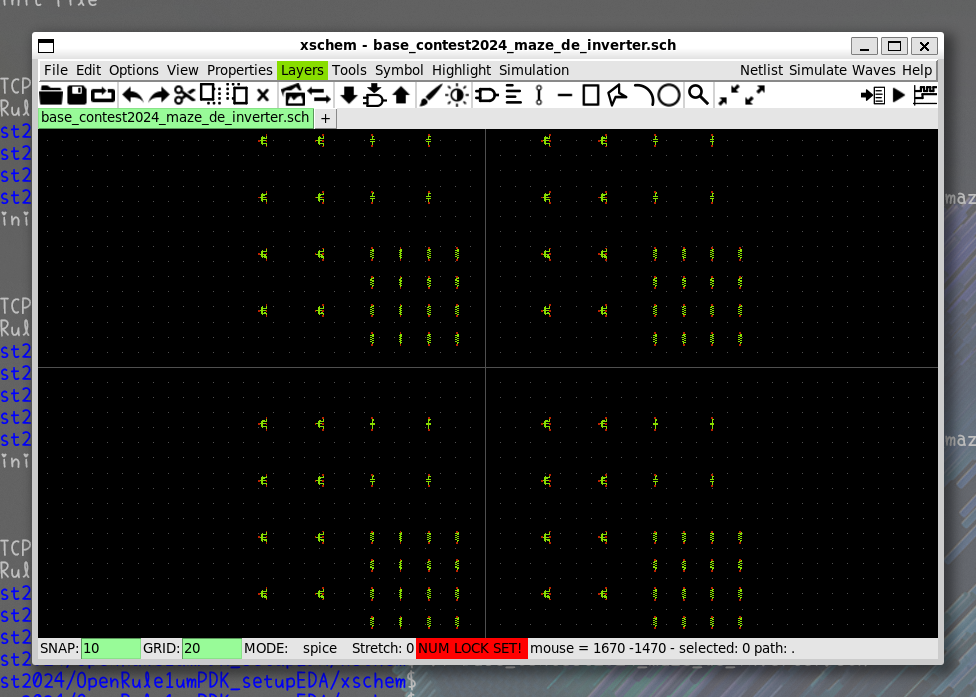 init file
xschem - base_contest2024_maze_de_inverter.sch
File Edit Options View Properties Layers Tools Symbol Highlight Simulation Netlist Simulate Waves Help
base_contest2024_maze_de_inverter.sch +
TCP
Rul
st2
st2
st2
st2 maz
ini
TCP
Rul
st2
st2
st2
st2
st2 maz
ini
TCP
Rul
st2
st2
st2
SNAP: 10 GRID: 20 MODE: spice Stretch: 0 NUM LOCK SET! mouse = 1670 -1470 - selected: 0 path: .
st2
st2024/OpenRule1umPDK_setupEDA/xschem$